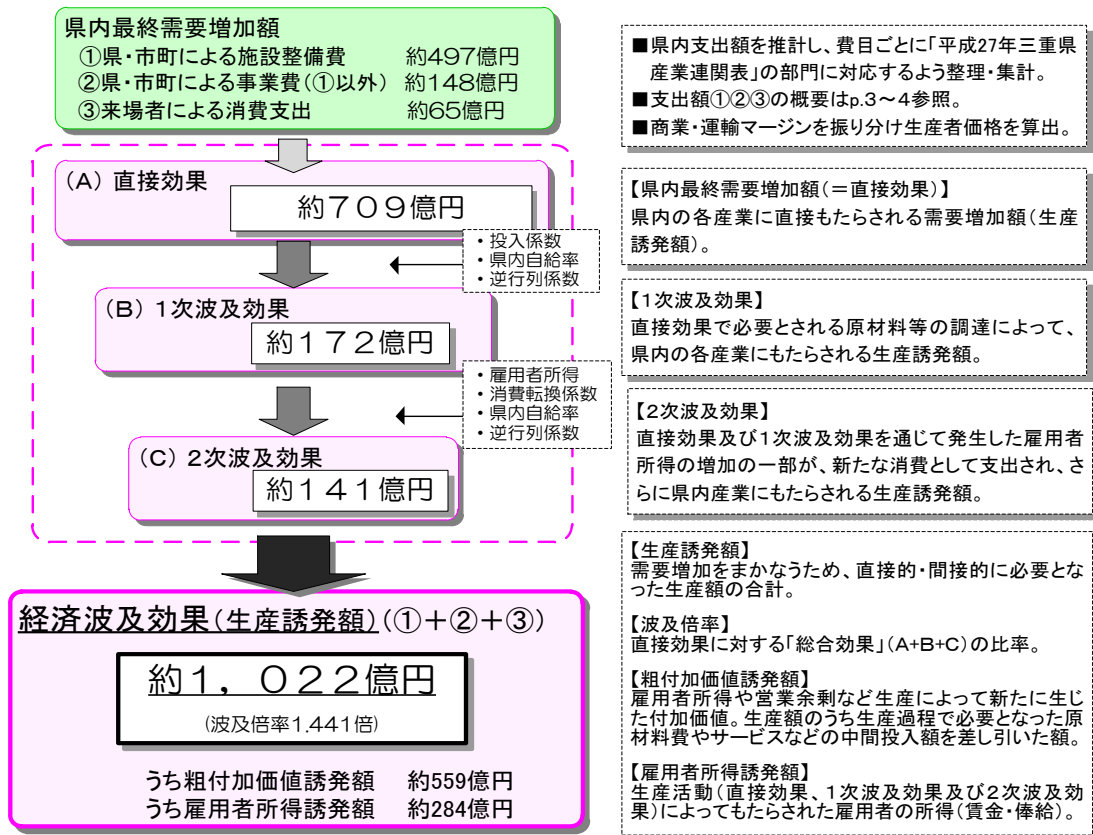 県内最終需要増加額
①県・市町による施設整備費 約497億円
②県・市町による事業費(①以外) 約148億円
③来場者による消費支出 約65億円
(A) 直接効果
約709億円
・投入係数
・県内自給率
・逆行列係数
(B) 1次波及効果
約172億円
・雇用者所得
・消費転換係数
・県内自給率
・逆行列係数
(C) 2次波及効果
約141億円
経済波及効果(生産誘発額)(①+②+③)
約1,022億円
(波及倍率1.441倍)
うち粗付加価値誘発額 約559億円
うち雇用者所得誘発額 約284億円
■県内支出額を推計し、費目ごとに「平成27年三重県
産業連関表」の部門に対応するよう整理・集計。
■支出額①②③の概要はp.3～4参照。
■商業・運輸マージンを振り分け生産者価格を算出。
【県内最終需要増加額(=直接効果)】
県内の各産業に直接もたらされる需要増加額(生産
誘発額)。
【1次波及効果】
直接効果で必要とされる原材料等の調達によって、
県内の各産業にもたらされる生産誘発額。
【2次波及効果】
直接効果及び1次波及効果を通じて発生した雇用者
所得の増加の一部が、新たな消費として支出され、さ
らに県内産業にもたらされる生産誘発額。
【生産誘発額】
需要増加をまかなうため、直接的・間接的に必要とな
った生産額の合計。
【波及倍率】
直接効果に対する「総合効果」(A+B+C)の比率。
【粗付加価値誘発額】
雇用者所得や営業余剰など生産によって新たに生じ
た付加価値。生産額のうち生産過程で必要となった原
材料費やサービスなどの中間投入額を差し引いた額。
【雇用者所得誘発額】
生産活動(直接効果、1次波及効果及び2次波及効
果)によってもたらされた雇用者の所得(賃金・俸給)。